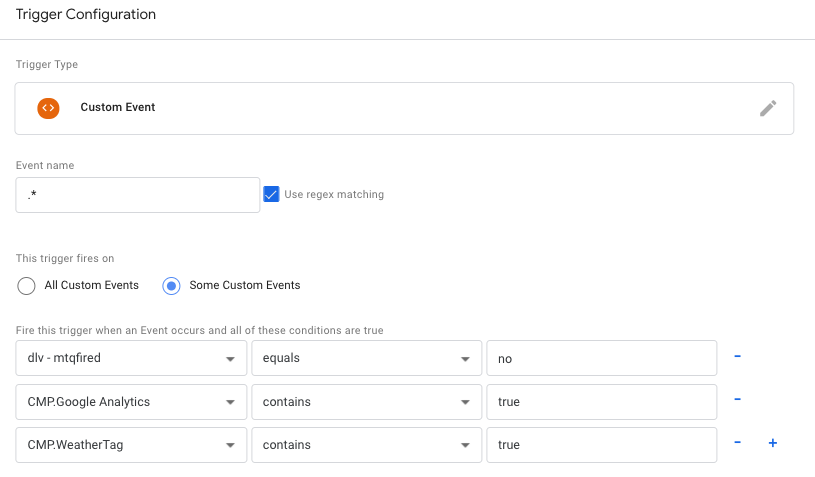 Trigger Configuration
Trigger Type
Custom Event
Event name
.*
Use regex matching
This trigger fires on
All Custom Events
Some Custom Events
Fire this trigger when an Event occurs and all of these conditions are true
dlv - mtqfired equals no -
CMP.Google Analytics contains true -
CMP.WeatherTag contains true - +